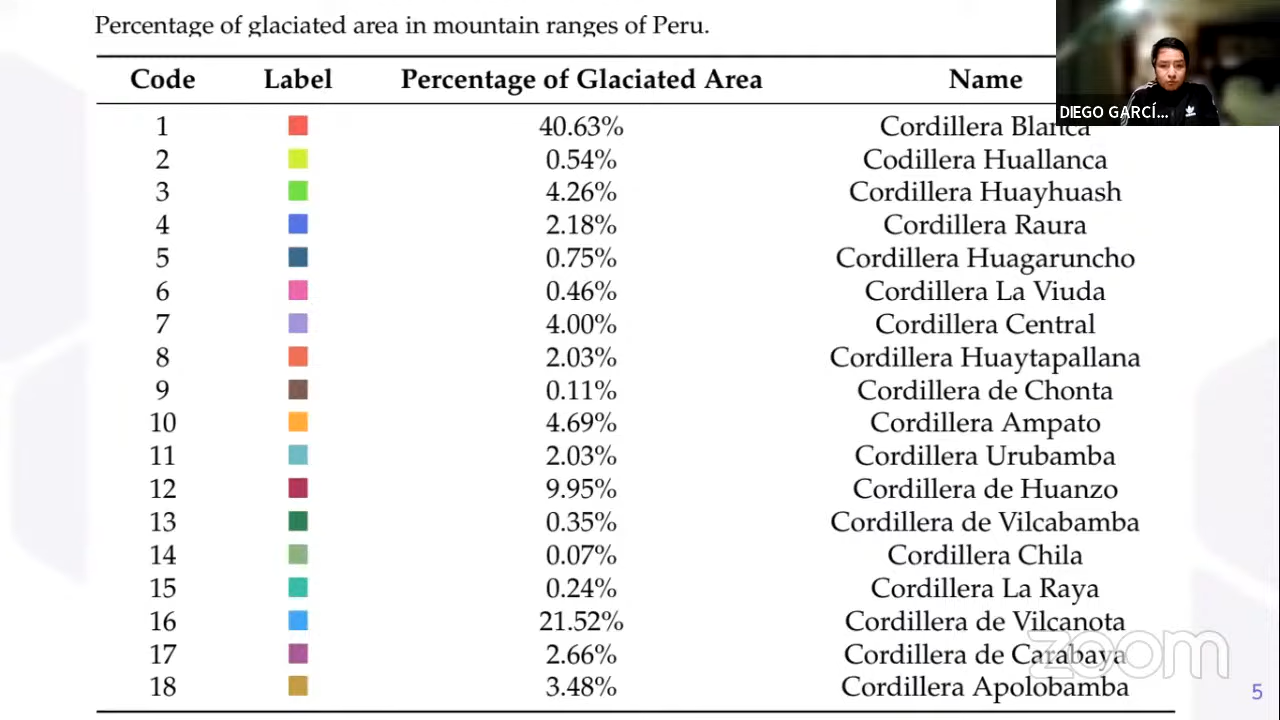 Percentage of glaciated area in mountain ranges of Peru.
Code Label Percentage of Glaciated Area Name
1 40.63% Cordillera Blanca
2 0.54% Codillera Huallanca
3 4.26% Cordillera Huayhuash
4 2.18% Cordillera Raura
5 0.75% Cordillera Huagaruncho
6 0.46% Cordillera La Viuda
7 4.00% Cordillera Central
8 2.03% Cordillera Huaytapallana
9 0.11% Cordillera de Chonta
10 4.69% Cordillera Ampato
11 2.03% Cordillera Urubamba
12 9.95% Cordillera de Huanzo
13 0.35% Cordillera de Vilcabamba
14 0.07% Cordillera Chila
15 0.24% Cordillera La Raya
16 21.52% Cordillera de Vilcanota
17 2.66% Cordillera de Carabaya
18 3.48% Cordillera Apolobamba
DIEGO GARCÍ...
zoom
5